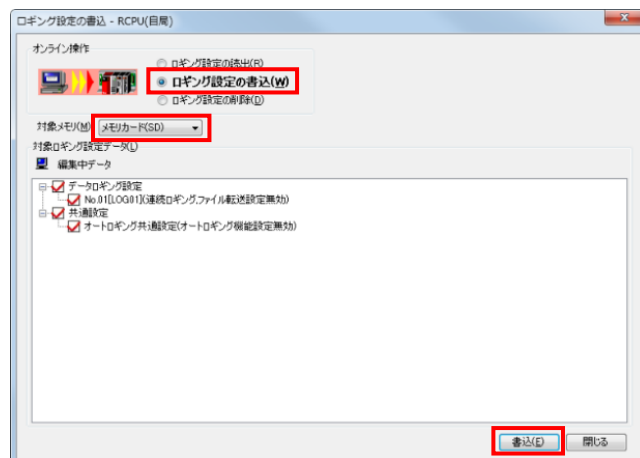 ロギング設定の書込 - RCPU(自局)
オンライン操作
ロギング設定の読出(R)
ロギング設定の書込(W)
ロギング設定の削除(D)
対象メモリ(M) メモリカード(SD)
対象ロギング設定データ(L)
編集中データ
データロギング設定
No.01[LOG01](連続ロギング,ファイル転送設定無効)
共通設定
オートロギング共通設定(オートロギング機能設定無効)
書込(E) 閉じる